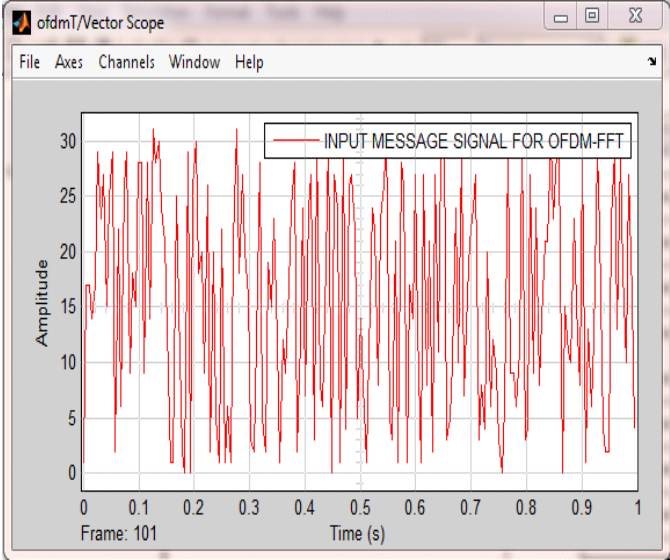 ofdmT/Vector Scope
File Axes Channels Window Help
INPUT MESSAGE SIGNAL FOR OFDM-FFT
30
25
20
15
10
5
0
Amplitude
0 0.1 0.2 0.3 0.4 0.5 0.6 0.7 0.8 0.9 1
Frame: 101 Time (s)